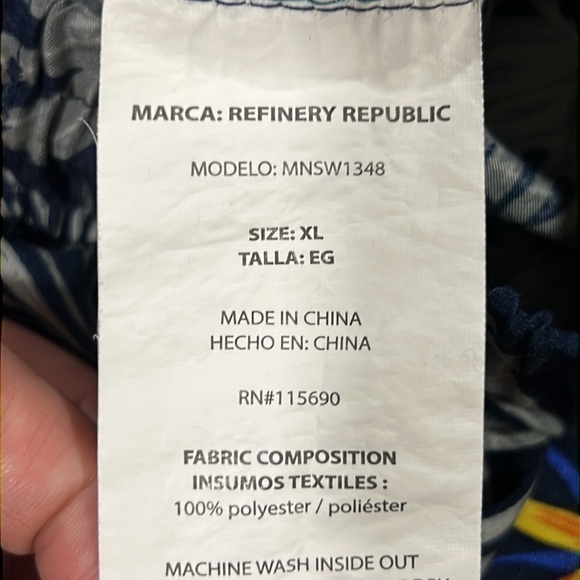 MARCA: REFINERY REPUBLIC
MODELO: MNSW1348
SIZE: XL
TALLA: EG
MADE IN CHINA
HECHO EN: CHINA
RN#115690
FABRIC COMPOSITION
INSUMOS TEXTILES :
100% polyester / poliéster
MACHINE WASH INSIDE OUT